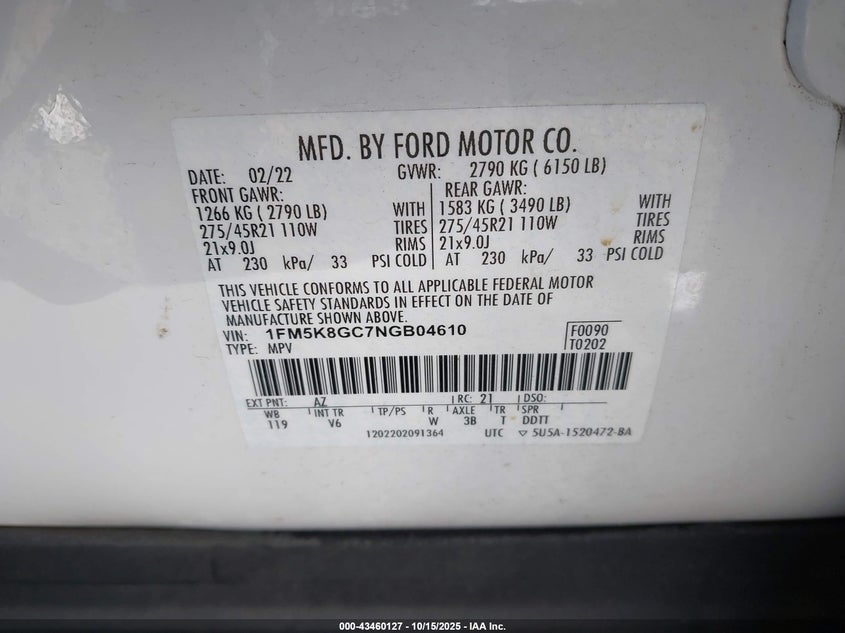 MFD. BY FORD MOTOR CO.
DATE: 02/22 GVWR: 2790 KG ( 6150 LB)
FRONT GAWR: REAR GAWR:
1266 KG ( 2790 LB) WITH 1583 KG ( 3490 LB) WITH
275/45R21 110W TIRES 275/45R21 110W TIRES
21x9.0J RIMS 21x9.0J RIMS
AT 230 kPa/ 33 PSI COLD AT 230 kPa/ 33 PSI COLD
THIS VEHICLE CONFORMS TO ALL APPLICABLE FEDERAL MOTOR
VEHICLE SAFETY STANDARDS IN EFFECT ON THE DATE OF
MANUFACTURE SHOWN ABOVE.
VIN: 1FM5K8GC7NGB04610 F0090
TYPE: MPV T0202
EXT PNT: AZ RC: 21 DSO:
WB INT TR TP/PS R AXLE TR SPR
119 V6 W 3B T DDTT
1202202091364 UTC ▽ 5U5A-1520472-BA
000-43460127 - 10/15/2025 - IAA Inc.